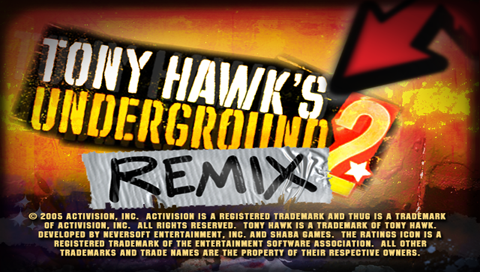 TONY HAWK'S
UNDERGROUND 2
REMIX
© 2005 ACTIVISION, INC. ACTIVISION IS A REGISTERED TRADEMARK AND THUG IS A TRADEMARK
OF ACTIVISION, INC. ALL RIGHTS RESERVED. TONY HAWK IS A TRADEMARK OF TONY HAWK.
DEVELOPED BY NEVERSOFT ENTERTAINMENT, INC. AND SHABA GAMES. THE RATINGS ICON IS A
REGISTERED TRADEMARK OF THE ENTERTAINMENT SOFTWARE ASSOCIATION. ALL OTHER
TRADEMARKS AND TRADE NAMES ARE THE PROPERTY OF THEIR RESPECTIVE OWNERS.